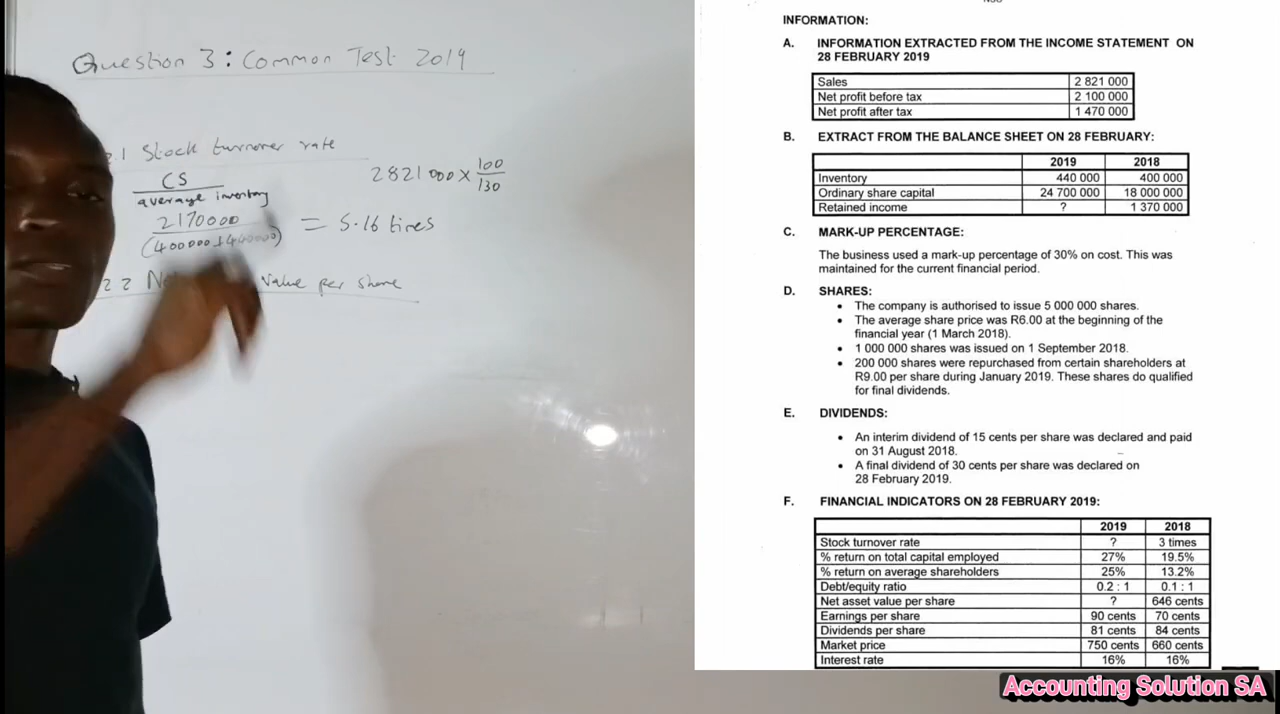 Question 3: Common Test 2019
.1 Stock turnover rate
CS
average inventory
2821 000 × 100
130
2170000
(400000+440000)
= 5.16 times
2 2 N value per share
INFORMATION:
A. INFORMATION EXTRACTED FROM THE INCOME STATEMENT ON
28 FEBRUARY 2019
Sales 2 821 000
Net profit before tax 2 100 000
Net profit after tax 1 470 000
B. EXTRACT FROM THE BALANCE SHEET ON 28 FEBRUARY:
2019 2018
Inventory 440 000 400 000
Ordinary share capital 24 700 000 18 000 000
Retained income ? 1 370 000
C. MARK-UP PERCENTAGE:
The business used a mark-up percentage of 30% on cost. This was
maintained for the current financial period.
D. SHARES:
• The company is authorised to issue 5 000 000 shares.
• The average share price was R6.00 at the beginning of the
financial year (1 March 2018).
• 1 000 000 shares was issued on 1 September 2018.
• 200 000 shares were repurchased from certain shareholders at
R9.00 per share during January 2019. These shares do qualified
for final dividends.
E. DIVIDENDS:
• An interim dividend of 15 cents per share was declared and paid
on 31 August 2018.
• A final dividend of 30 cents per share was declared on
28 February 2019.
F. FINANCIAL INDICATORS ON 28 FEBRUARY 2019:
2019 2018
Stock turnover rate ? 3 times
% return on total capital employed 27% 19.5%
% return on average shareholders 25% 13.2%
Debt/equity ratio 0.2 : 1 0.1 : 1
Net asset value per share ? 646 cents
Earnings per share 90 cents 70 cents
Dividends per share 81 cents 84 cents
Market price 750 cents 660 cents
Interest rate 16% 16%
Accounting Solution SA